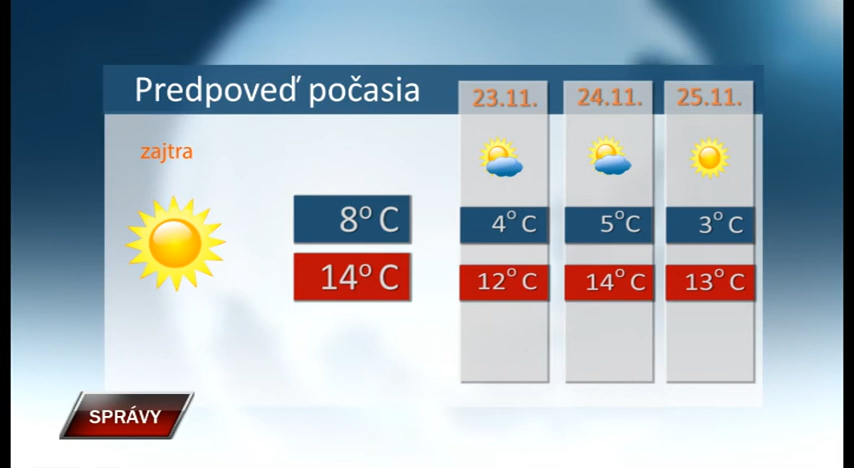 Predpoveď počasia
zajtra
8° C
14° C
23.11.
4° C
12° C
24.11.
5°C
14° C
25.11.
3° C
13° C
SPRÁVY